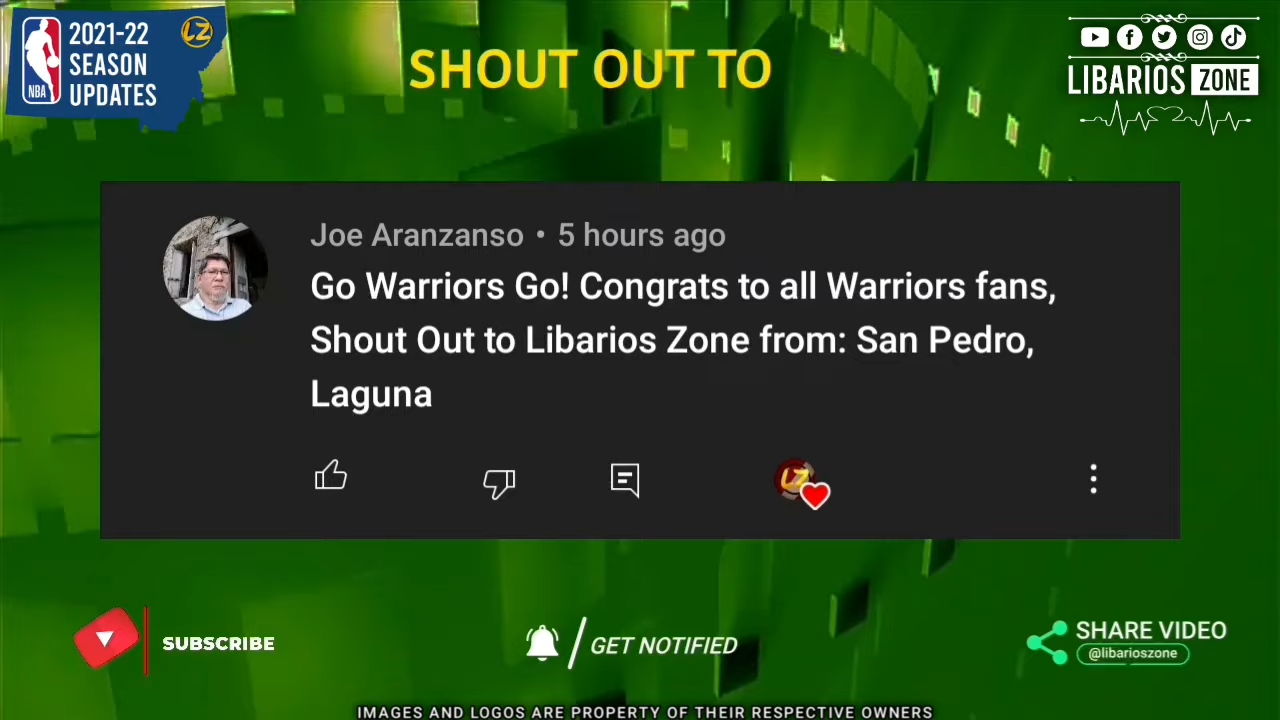 2021-22
SEASON
UPDATES
NBA
LZ
SHOUT OUT TO
LIBARIOS ZONE
Joe Aranzanso • 5 hours ago
Go Warriors Go! Congrats to all Warriors fans,
Shout Out to Libarios Zone from: San Pedro,
Laguna
LZ
SUBSCRIBE
GET NOTIFIED
SHARE VIDEO
@libarioszone
IMAGES AND LOGOS ARE PROPERTY OF THEIR RESPECTIVE OWNERS